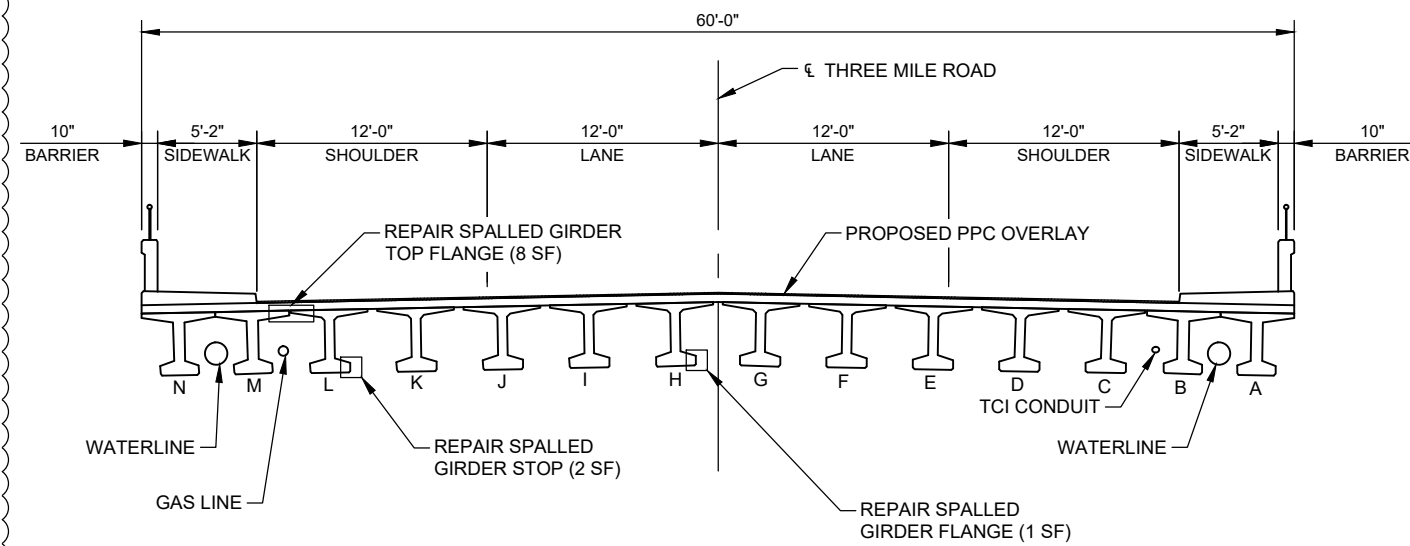 60'-0"
℄ THREE MILE ROAD
10" 5'-2" 12'-0" 12'-0" 12'-0" 12'-0" 5'-2" 10"
BARRIER SIDEWALK SHOULDER LANE LANE SHOULDER SIDEWALK BARRIER
REPAIR SPALLED GIRDER
TOP FLANGE (8 SF)
PROPOSED PPC OVERLAY
N M L K J I H G F E D C B A
TCI CONDUIT
WATERLINE
REPAIR SPALLED
GIRDER STOP (2 SF)
WATERLINE
GAS LINE
REPAIR SPALLED
GIRDER FLANGE (1 SF)